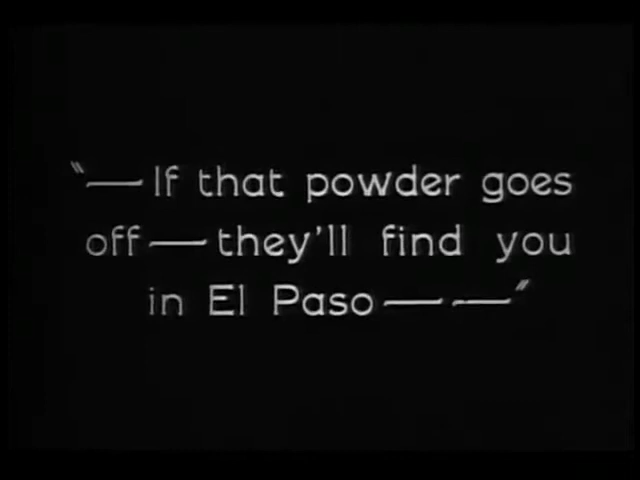 "—If that powder goes
off—they'll find you
in El Paso— —"